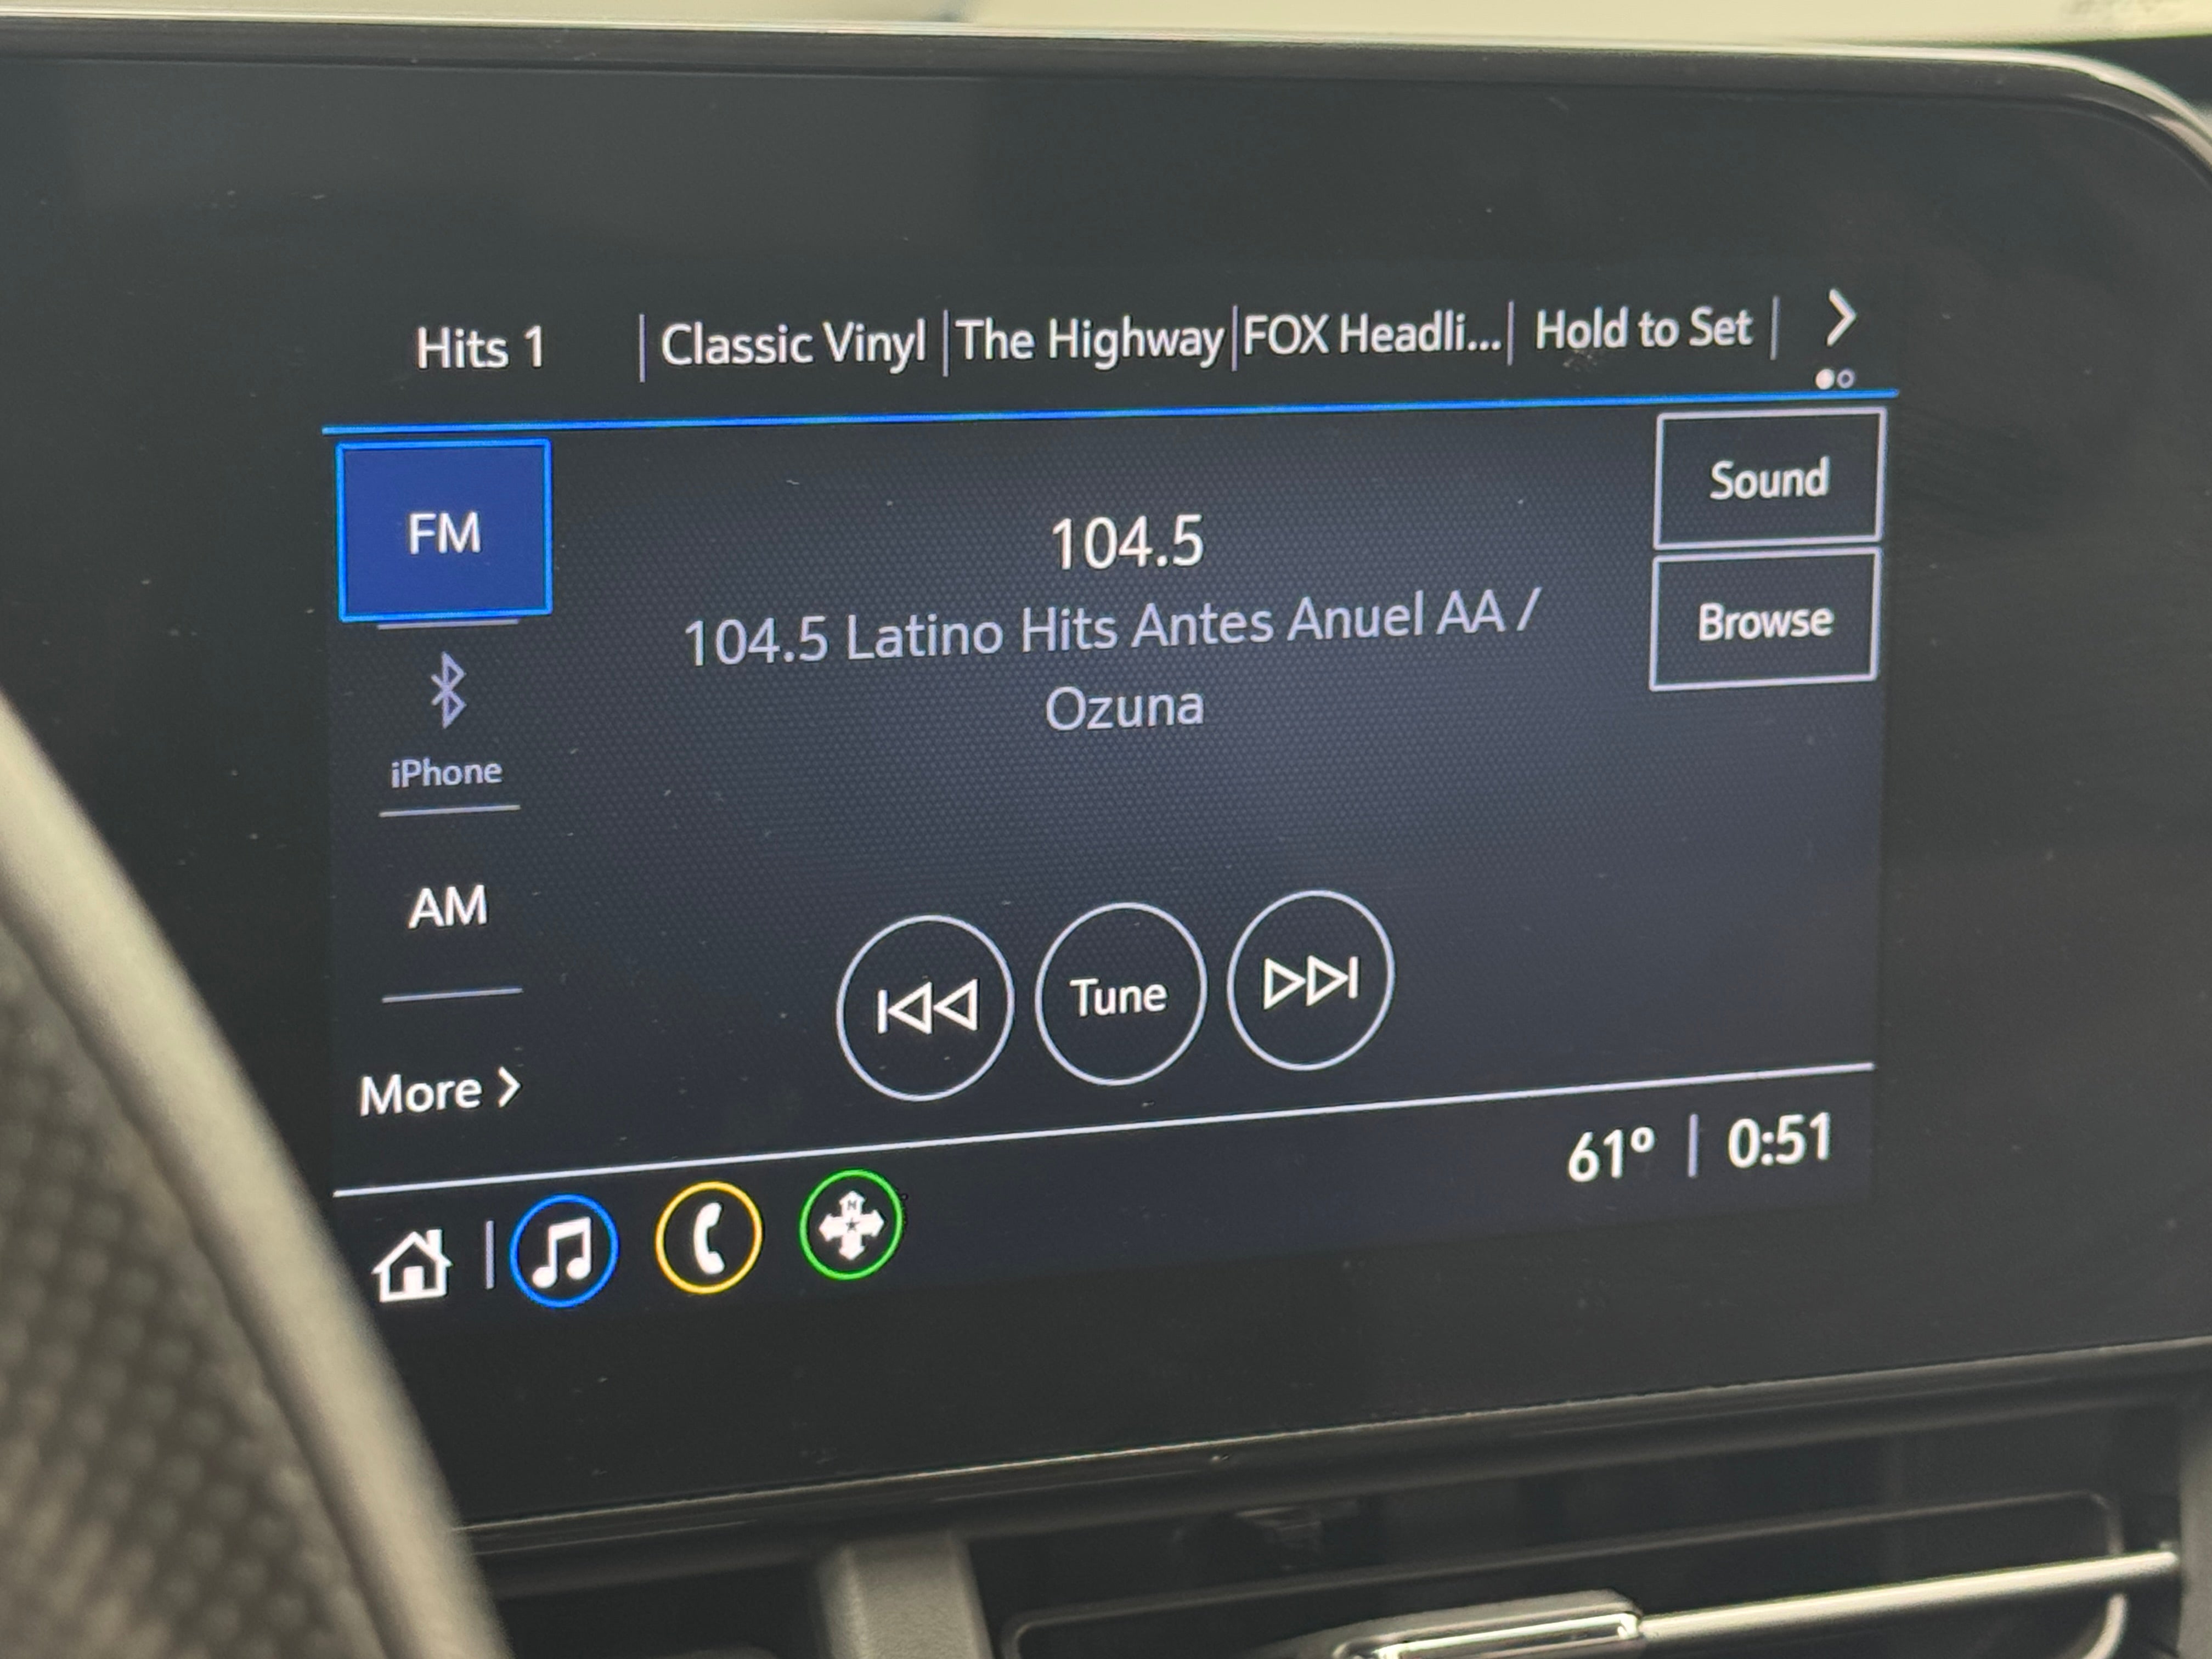 Hits 1 | Classic Vinyl | The Highway | FOX Headli... | Hold to Set |
FM
Sound
104.5
104.5 Latino Hits Antes Anuel AA /
Ozuna
Browse
iPhone
AM
Tune
More
61° | 0:51
N